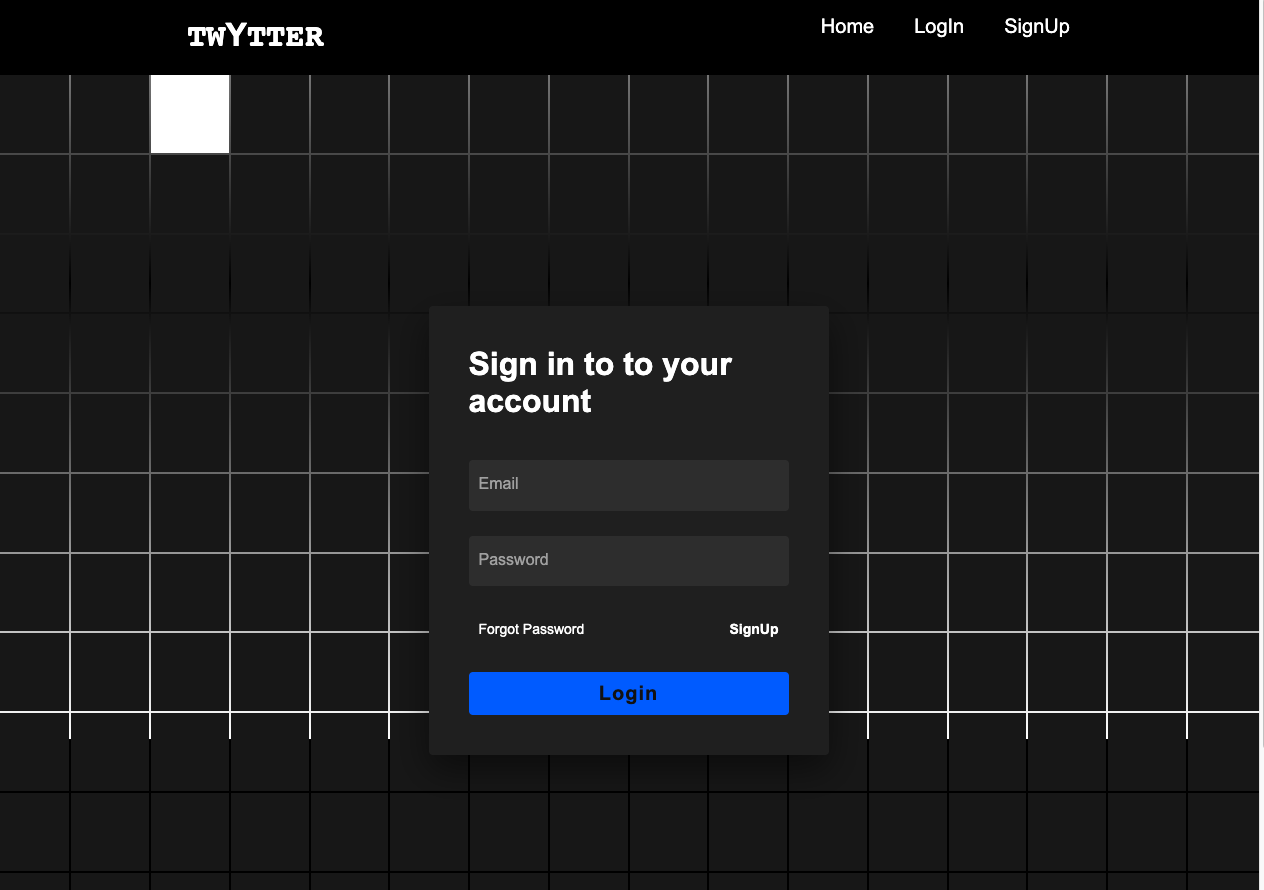 TWYTTER
Home LogIn SignUp
Sign in to to your
account
Email
Password
Forgot Password SignUp
Login